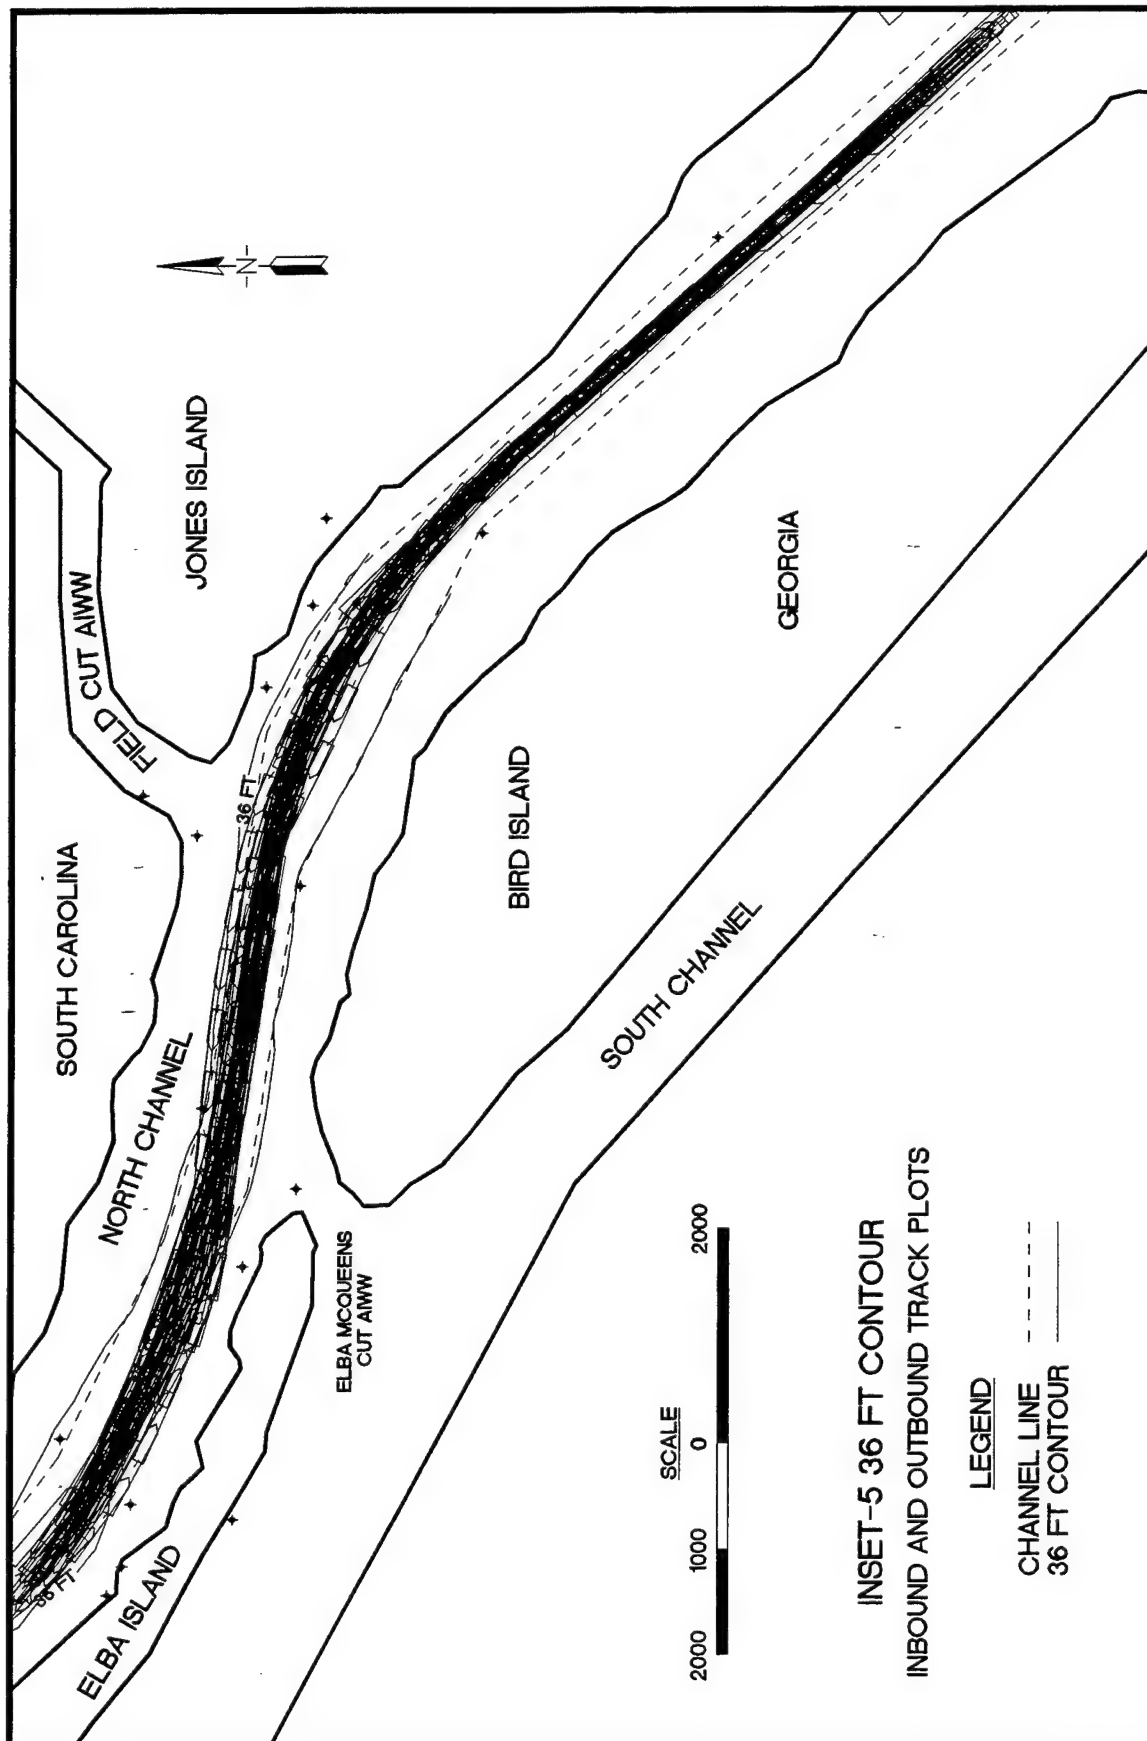 SOUTH CAROLINA
FIELD CUT AIWW
JONES ISLAND
-N-
NORTH CHANNEL
36 FT
36 FT
ELBA ISLAND
ELBA MCQUEENS
CUT AIWW
BIRD ISLAND
SOUTH CHANNEL
GEORGIA
SCALE
2000 1000 0 2000
INSET-5 36 FT CONTOUR
INBOUND AND OUTBOUND TRACK PLOTS
LEGEND
CHANNEL LINE
36 FT CONTOUR